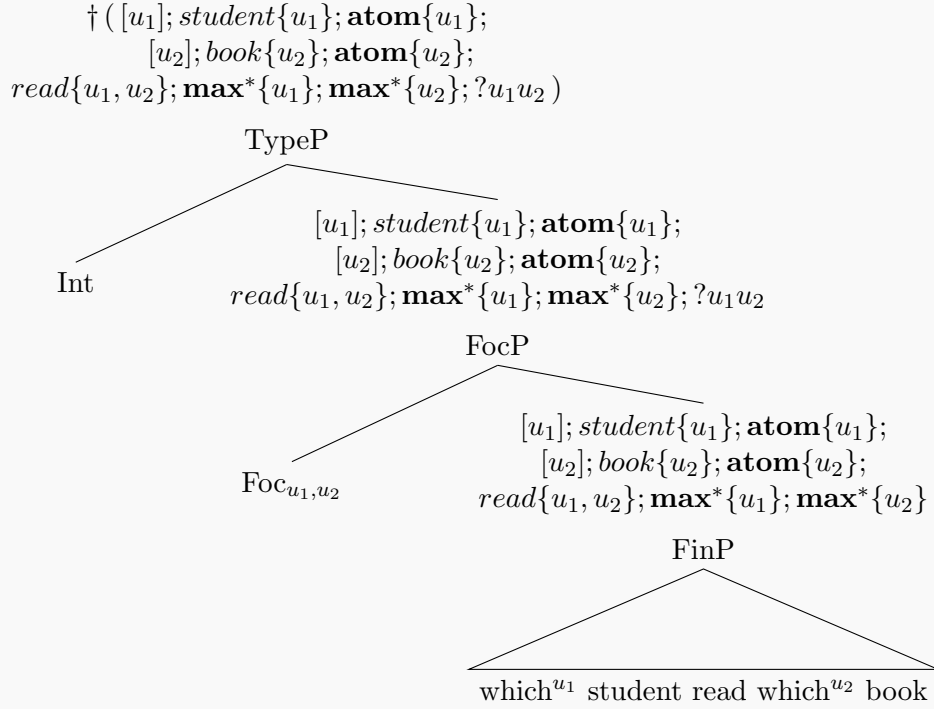 † ( [u₁]; student{u₁}; atom{u₁};
[u₂]; book{u₂}; atom{u₂};
read{u₁, u₂}; max*{u₁}; max*{u₂}; ?u₁u₂ )
TypeP
[u₁]; student{u₁}; atom{u₁};
[u₂]; book{u₂}; atom{u₂};
read{u₁, u₂}; max*{u₁}; max*{u₂}; ?u₁u₂
Int
FocP
[u₁]; student{u₁}; atom{u₁};
[u₂]; book{u₂}; atom{u₂};
read{u₁, u₂}; max*{u₁}; max*{u₂}
Foc_{u₁,u₂}
FinP
which^{u₁} student read which^{u₂} book